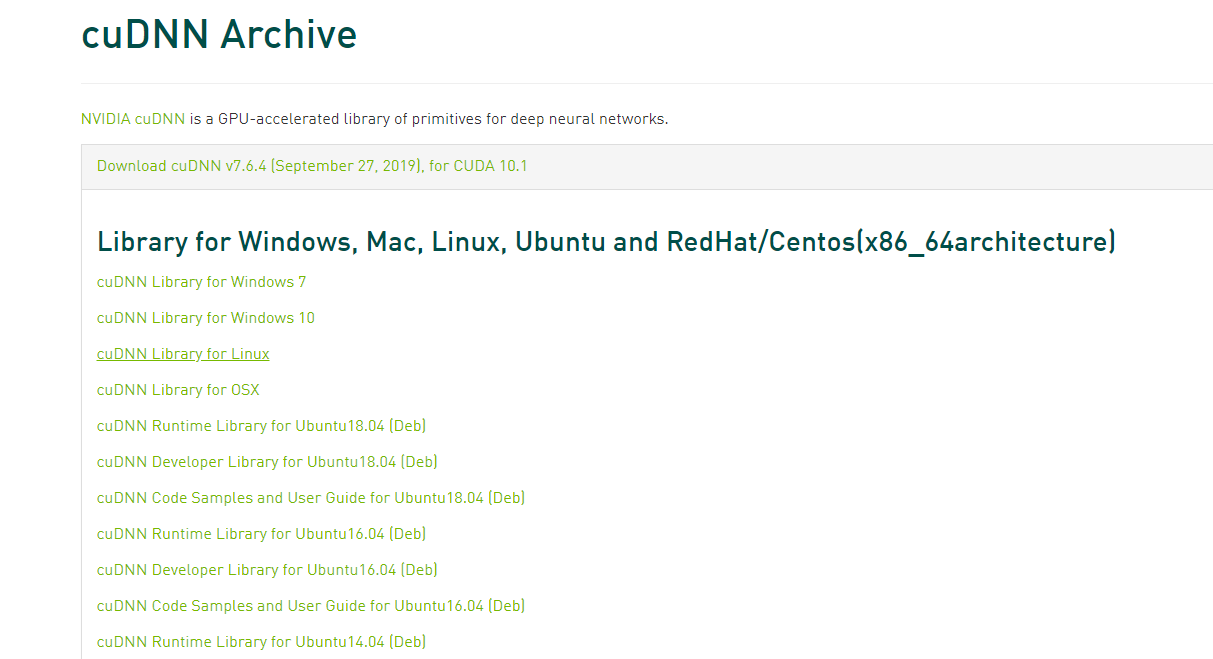 cuDNN Archive
NVIDIA cuDNN is a GPU-accelerated library of primitives for deep neural networks.
Download cuDNN v7.6.4 (September 27, 2019), for CUDA 10.1
Library for Windows, Mac, Linux, Ubuntu and RedHat/Centos(x86_64architecture)
cuDNN Library for Windows 7
cuDNN Library for Windows 10
cuDNN Library for Linux
cuDNN Library for OSX
cuDNN Runtime Library for Ubuntu18.04 (Deb)
cuDNN Developer Library for Ubuntu18.04 (Deb)
cuDNN Code Samples and User Guide for Ubuntu18.04 (Deb)
cuDNN Runtime Library for Ubuntu16.04 (Deb)
cuDNN Developer Library for Ubuntu16.04 (Deb)
cuDNN Code Samples and User Guide for Ubuntu16.04 (Deb)
cuDNN Runtime Library for Ubuntu14.04 (Deb)